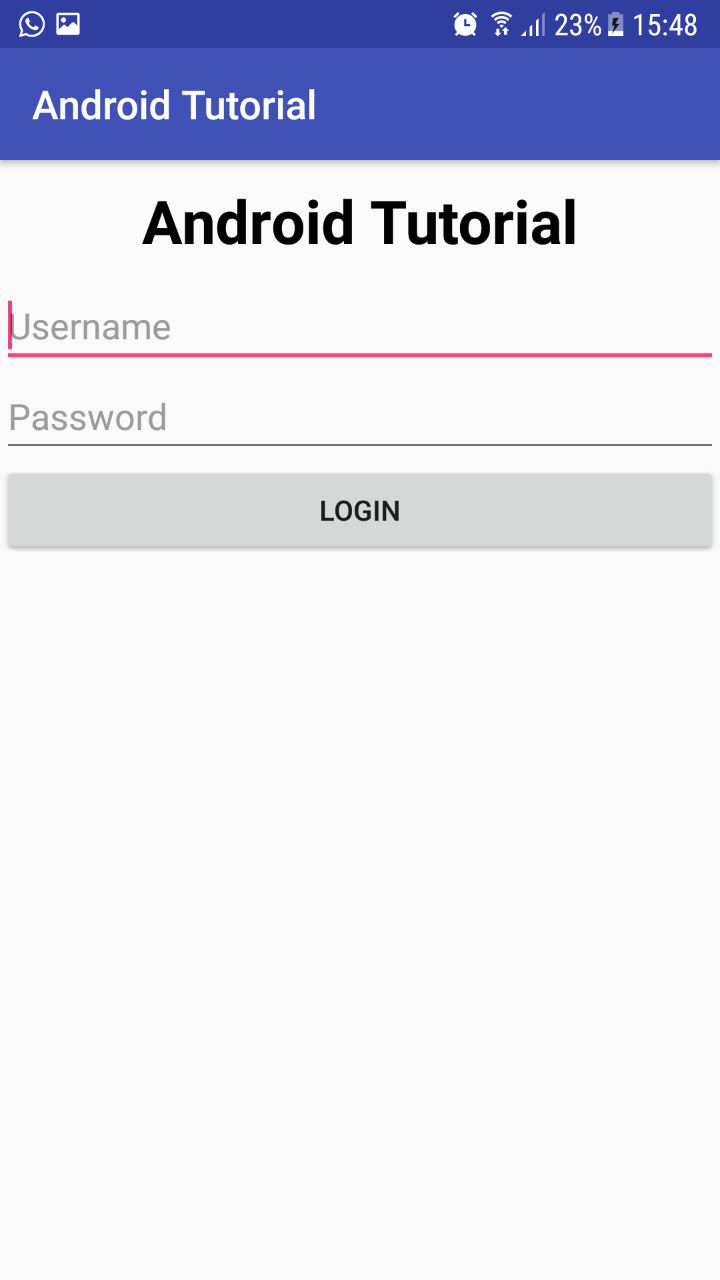 23% 15:48
Android Tutorial
Android Tutorial
Username
Password
LOGIN